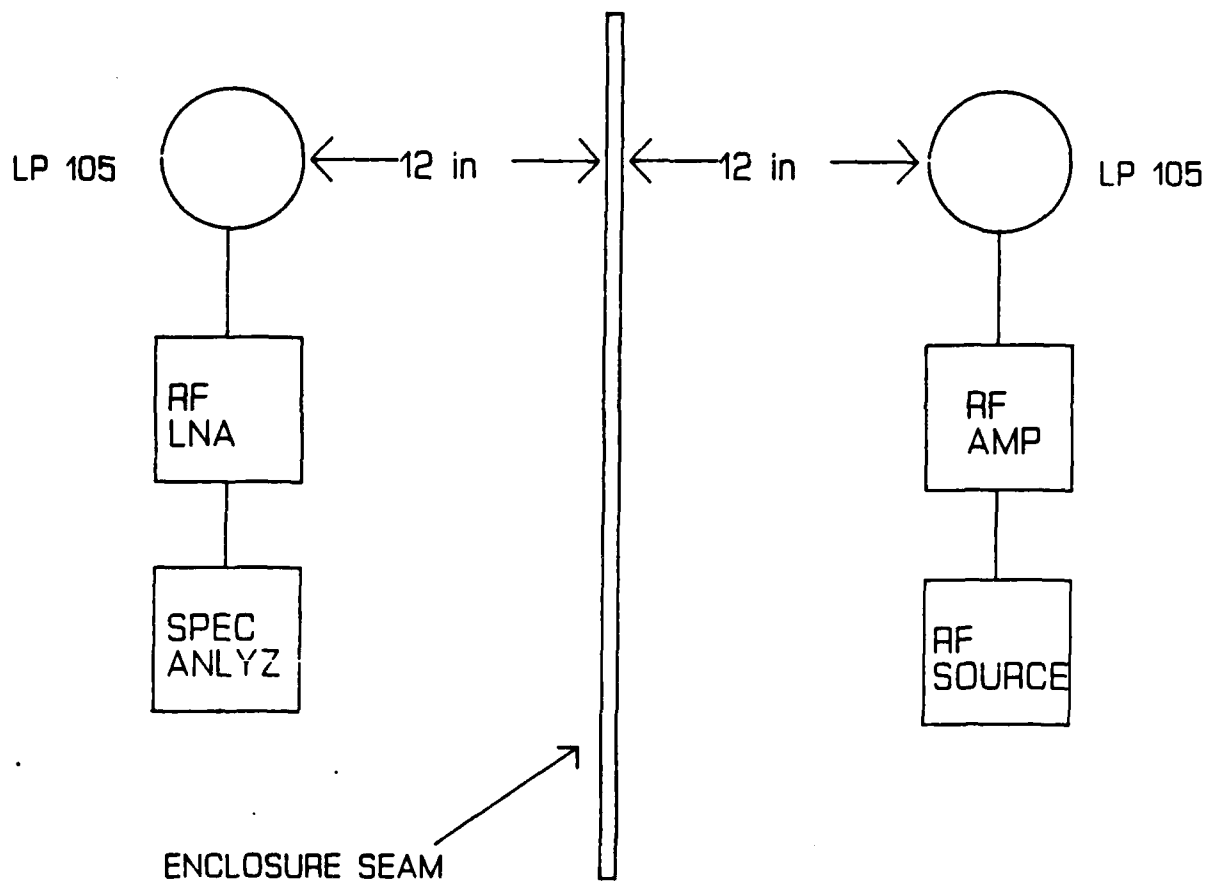 LP 105
12 in
12 in
LP 105
RF
LNA
RF
AMP
SPEC
ANLYZ
RF
SOURCE
ENCLOSURE SEAM